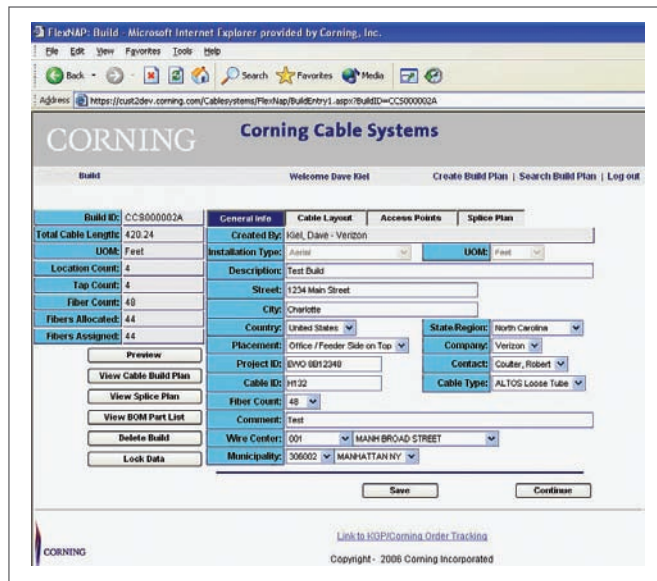 FlexNAP: Build - Microsoft Internet Explorer provided by Corning, Inc.
File Edit View Favorites Tools Help
Back Search Favorites Media
Address https://cust2dev.corning.com/Cablesystems/FlexNap/BuildEntry1.aspx?BuildID=CCS000002A
CORNING Corning Cable Systems
Build Welcome Dave Kiel Create Build Plan | Search Build Plan | Log out
Build ID: CCS000002A General Info Cable Layout Access Points Splice Plan
Total Cable Length: 420.24 Created By: Kiel, Dave - Verizon
UOM: Feet Installation Type: Aerial UOM: Feet
Location Count: 4 Description: Test Build
Tap Count: 4 Street: 1234 Main Street
Fiber Count: 48 City: Charlotte
Fibers Allocated: 44 Country: United States State/Region: North Carolina
Fibers Assigned: 44 Placement: Office / Feeder Side on Top Company: Verizon
Preview Project ID: EWO 8B12348 Contact: Coulter, Robert
View Cable Build Plan Cable ID: H132 Cable Type: ALTOS Loose Tube
View Splice Plan Fiber Count: 48
View BOM Part List Comment: Test
Delete Build Wire Center: 001 MANH BROAD STREET
Lock Data Municipality: 306002 MANHATTAN NY
Save Continue
Link to KGP/Corning Order Tracking
CORNING
Copyright - 2006 Corning Incorporated